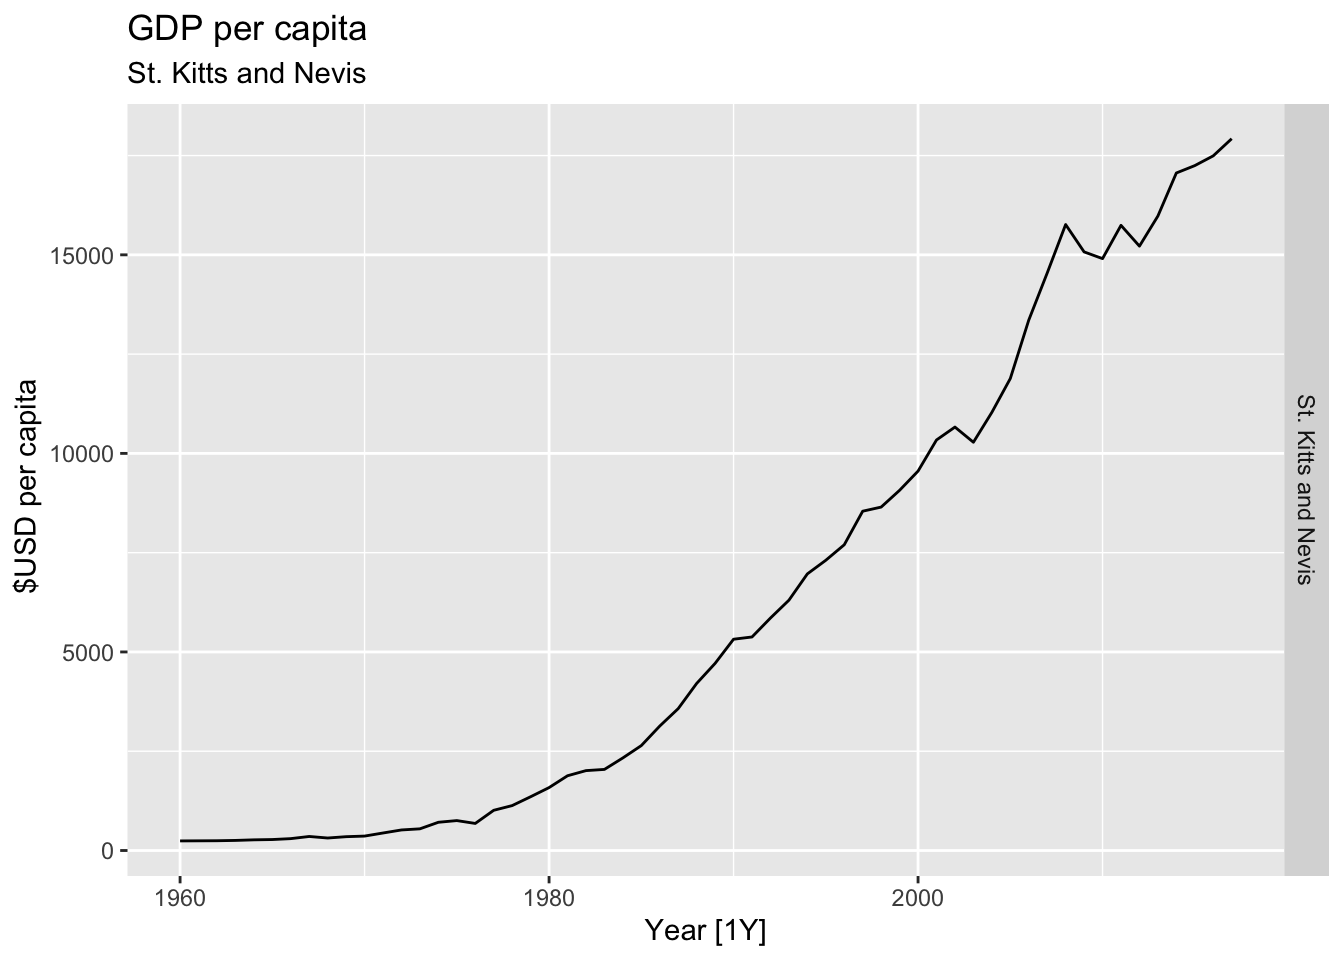 GDP per capita
St. Kitts and Nevis
$USD per capita
15000
10000
5000
0
St. Kitts and Nevis
1960 1980 2000
Year [1Y]